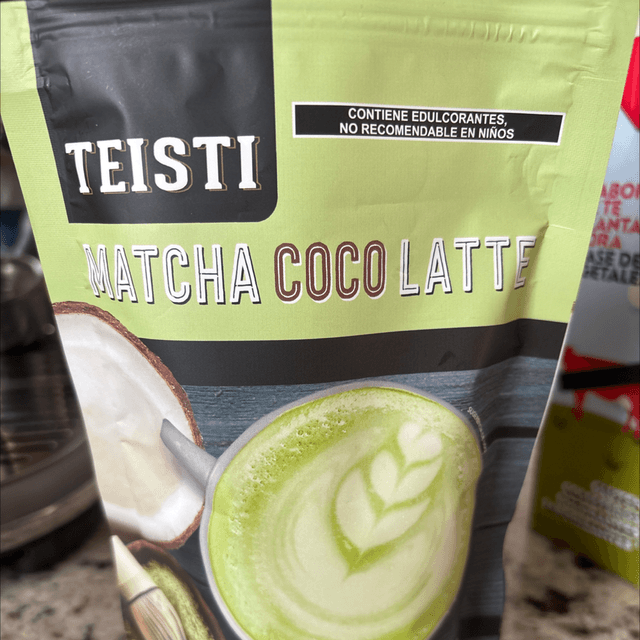 TEISTI
CONTIENE EDULCORANTES,
NO RECOMENDABLE EN NIÑOS
MATCHA COCO LATTE